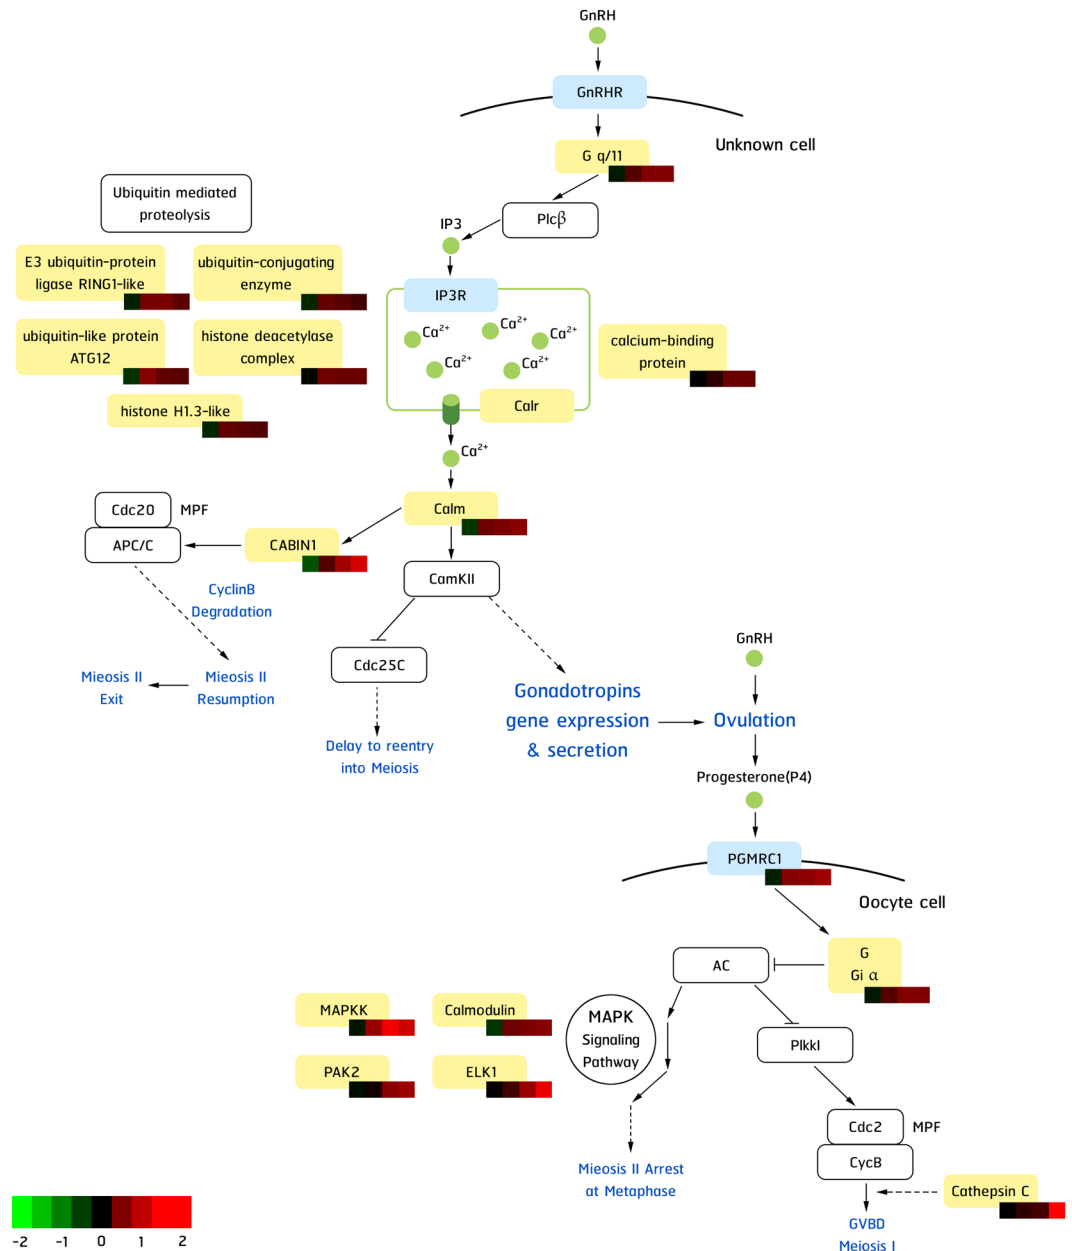 GnRH
GnRHR
Unknown cell
G q/11
Ubiquitin mediated
proteolysis
Plcβ
IP3
E3 ubiquitin-protein
ligase RING1-like
ubiquitin-conjugating
enzyme
IP3R
Ca²⁺
Ca²⁺
Ca²⁺
Ca²⁺
Ca²⁺
ubiquitin-like protein
ATG12
histone deacetylase
complex
calcium-binding
protein
histone H1.3-like
Calr
Ca²⁺
Cdc20
MPF
Calm
APC/C
CABIN1
CamKII
CyclinB
Degradation
Cdc25C
GnRH
Mieosis II
Exit
Mieosis II
Resumption
Gonadotropins
gene expression
& secretion
Ovulation
Delay to reentry
into Meiosis
Progesterone(P4)
PGMRC1
Oocyte cell
G
Gi α
AC
MAPKK
Calmodulin
MAPK
Signaling
Pathway
PlkkI
PAK2
ELK1
Cdc2
MPF
CycB
Mieosis II Arrest
at Metaphase
Cathepsin C
GVBD
Meiosis I
-2 -1 0 1 2